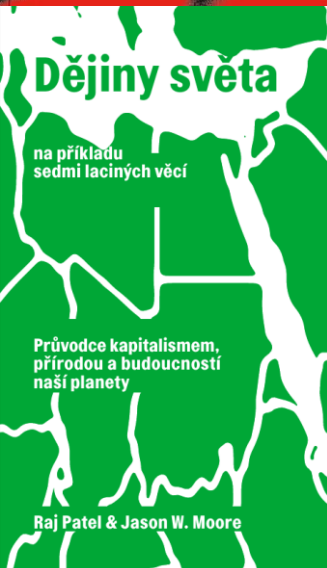 Dějiny světa
na příkladu
sedmi laciných věcí
Průvodce kapitalismem,
přírodou a budoucností
naší planety
Raj Patel & Jason W. Moore